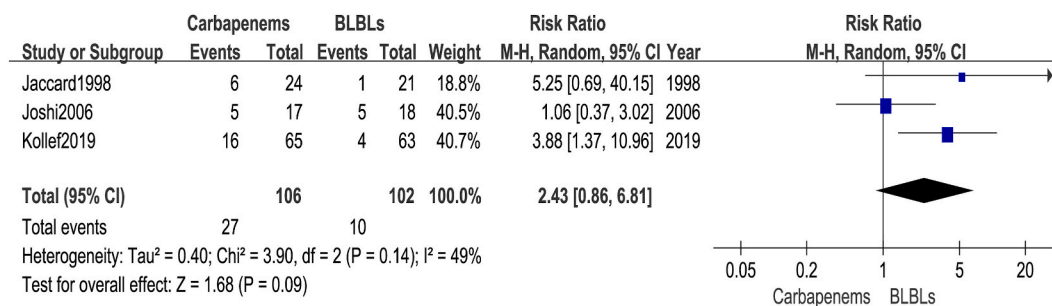 Carbapenems BLBLs Risk Ratio Risk Ratio
Study or Subgroup Events Total Events Total Weight M-H, Random, 95% CI Year M-H, Random, 95% CI
Jaccard1998 6 24 1 21 18.8% 5.25 [0.69, 40.15] 1998
Joshi2006 5 17 5 18 40.5% 1.06 [0.37, 3.02] 2006
Kollef2019 16 65 4 63 40.7% 3.88 [1.37, 10.96] 2019
Total (95% CI) 106 102 100.0% 2.43 [0.86, 6.81]
Total events 27 10
Heterogeneity: Tau² = 0.40; Chi² = 3.90, df = 2 (P = 0.14); I² = 49%
Test for overall effect: Z = 1.68 (P = 0.09)
0.05 0.2 1 5 20
Carbapenems BLBLs